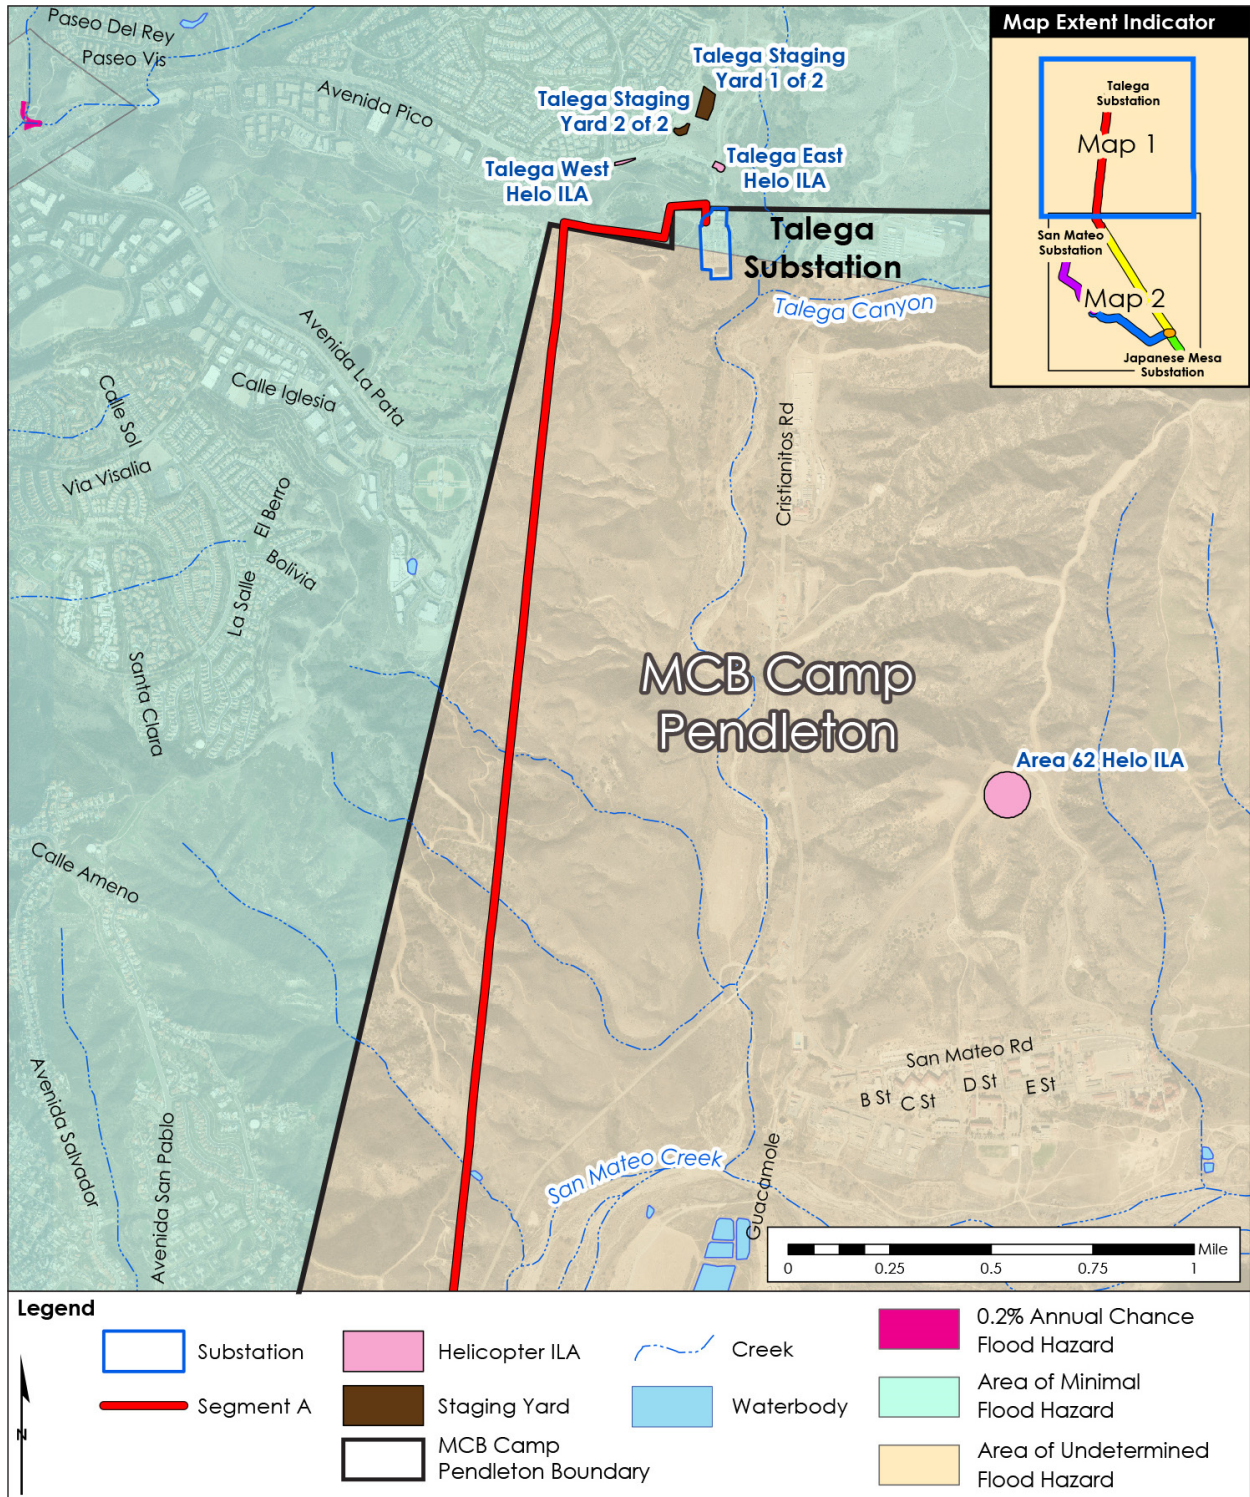 Paseo Del Rey
Paseo Vis
Avenida Pico
Talega Staging
Yard 1 of 2
Talega Staging
Yard 2 of 2
Talega West
Helo ILA
Talega East
Helo ILA
Talega
Substation
Talega Canyon
Map Extent Indicator
Talega
Substation
Map 1
San Mateo
Substation
Map 2
Japanese Mesa
Substation
Avenida La Pata
Calle Iglesia
Calle Sol
Via Visalia
El Berro
Bolivia
La Salle
Santa Clara
Cristianitos Rd
MCB Camp
Pendleton
Area 62 Helo ILA
Calle Ameno
Avenida Salvador
Avenida San Pablo
San Mateo Rd
B St
C St
D St
E St
San Mateo Creek
Guacamole
Mile
0
0.25
0.5
0.75
1
Legend
N
Substation
Segment A
Helicopter ILA
Staging Yard
MCB Camp
Pendleton Boundary
Creek
Waterbody
0.2% Annual Chance
Flood Hazard
Area of Minimal
Flood Hazard
Area of Undetermined
Flood Hazard